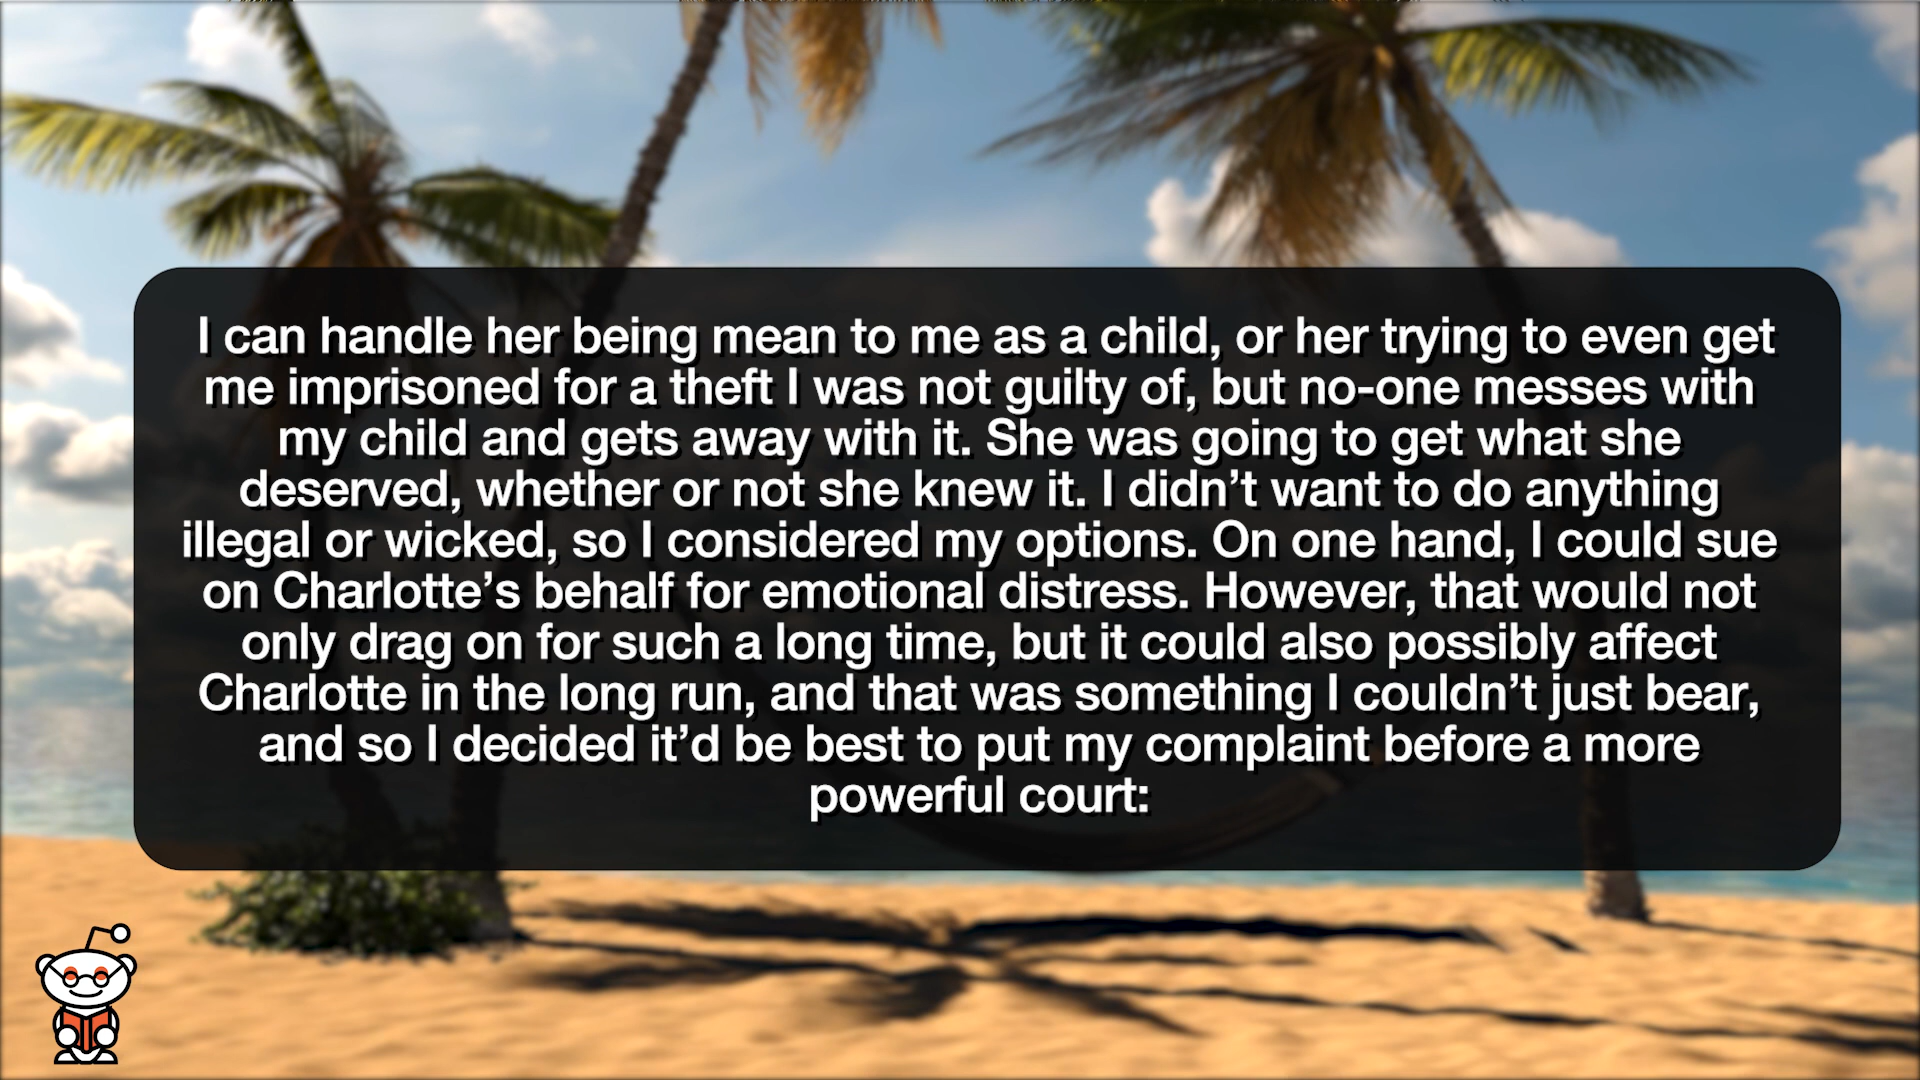 I can handle her being mean to me as a child, or her trying to even get
me imprisoned for a theft I was not guilty of, but no-one messes with
my child and gets away with it. She was going to get what she
deserved, whether or not she knew it. I didn’t want to do anything
illegal or wicked, so I considered my options. On one hand, I could sue
on Charlotte’s behalf for emotional distress. However, that would not
only drag on for such a long time, but it could also possibly affect
Charlotte in the long run, and that was something I couldn’t just bear,
and so I decided it’d be best to put my complaint before a more
powerful court: